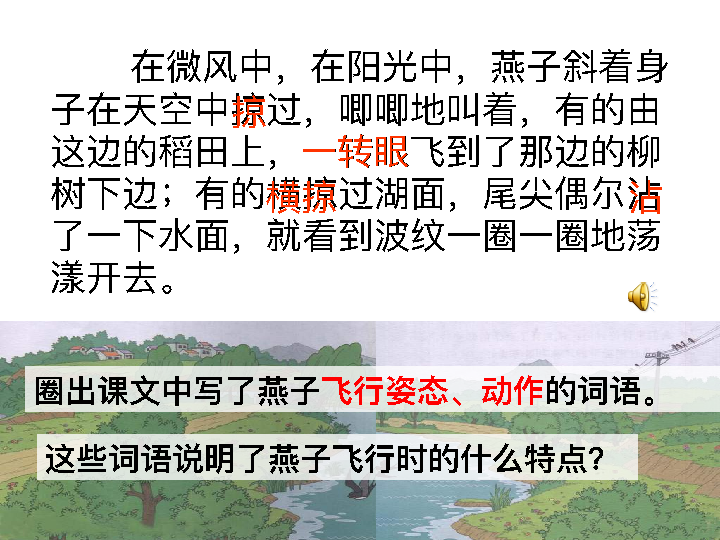 在微风中，在阳光中，燕子斜着身
子在天空中掠过，唧唧地叫着，有的由
这边的稻田上，一转眼飞到了那边的柳
树下边；有的横掠过湖面，尾尖偶尔沾
了一下水面，就看到波纹一圈一圈地荡
漾开去。
圈出课文中写了燕子飞行姿态、动作的词语。
这些词语说明了燕子飞行时的什么特点？